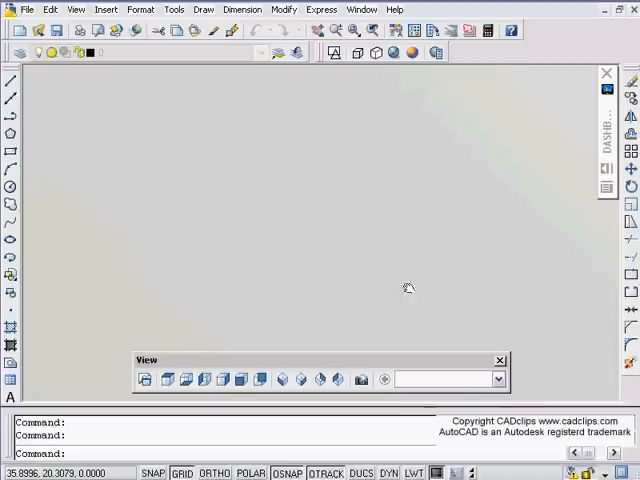 File Edit View Insert Format Tools Draw Dimension Modify Express Window Help
0
DASHB...
View
Command:
Command:
Command:
Copyright CADclips www.cadclips.com
AutoCAD is an Autodesk registerd trademark
35.8996, 20.3079, 0.0000 SNAP GRID ORTHO POLAR OSNAP OTRACK DUCS DYN LWT